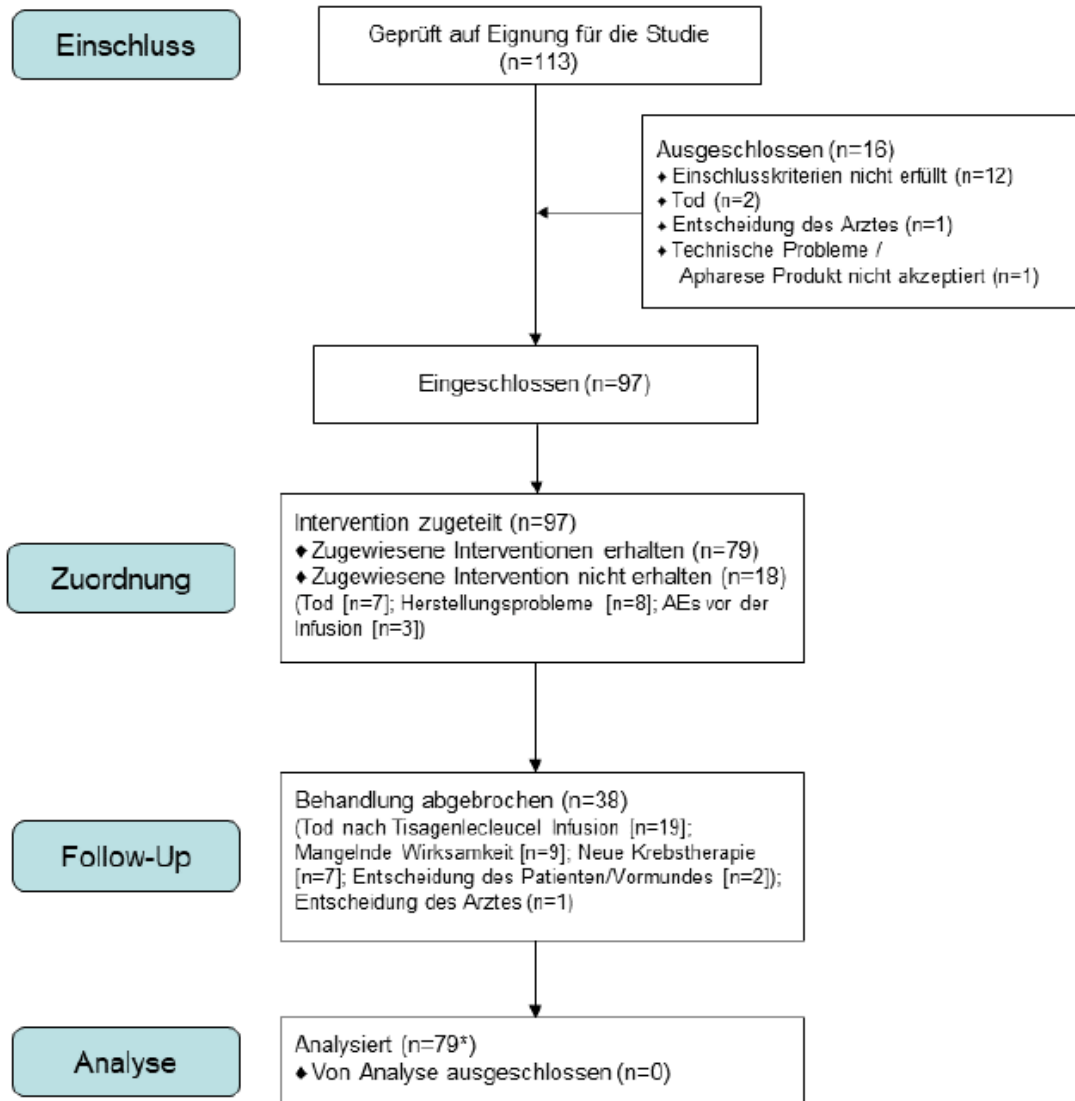 Einschluss
Geprüft auf Eignung für die Studie
(n=113)
Ausgeschlossen (n=16)
♦ Einschlusskriterien nicht erfüllt (n=12)
♦ Tod (n=2)
♦ Entscheidung des Arztes (n=1)
♦ Technische Probleme /
Apharese Produkt nicht akzeptiert (n=1)
Eingeschlossen (n=97)
Zuordnung
Intervention zugeteilt (n=97)
♦ Zugewiesene Interventionen erhalten (n=79)
♦ Zugewiesene Intervention nicht erhalten (n=18)
(Tod [n=7]; Herstellungsprobleme [n=8]; AEs vor der
Infusion [n=3])
Follow-Up
Behandlung abgebrochen (n=38)
(Tod nach Tisagenlecleucel Infusion [n=19];
Mangelnde Wirksamkeit [n=9]; Neue Krebstherapie
[n=7]; Entscheidung des Patienten/Vormundes [n=2]);
Entscheidung des Arztes (n=1)
Analyse
Analysiert (n=79*)
♦ Von Analyse ausgeschlossen (n=0)